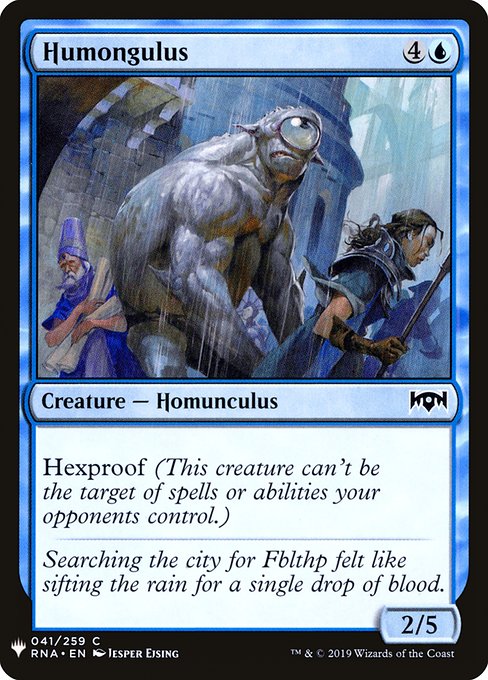 Humongulus 4
Creature — Homunculus
Hexproof (This creature can't be
the target of spells or abilities your
opponents control.)
Searching the city for Fblthp felt like
sifting the rain for a single drop of blood.
2/5
041/259 C
RNA • EN Jesper Ejsing
™ & © 2019 Wizards of the Coast